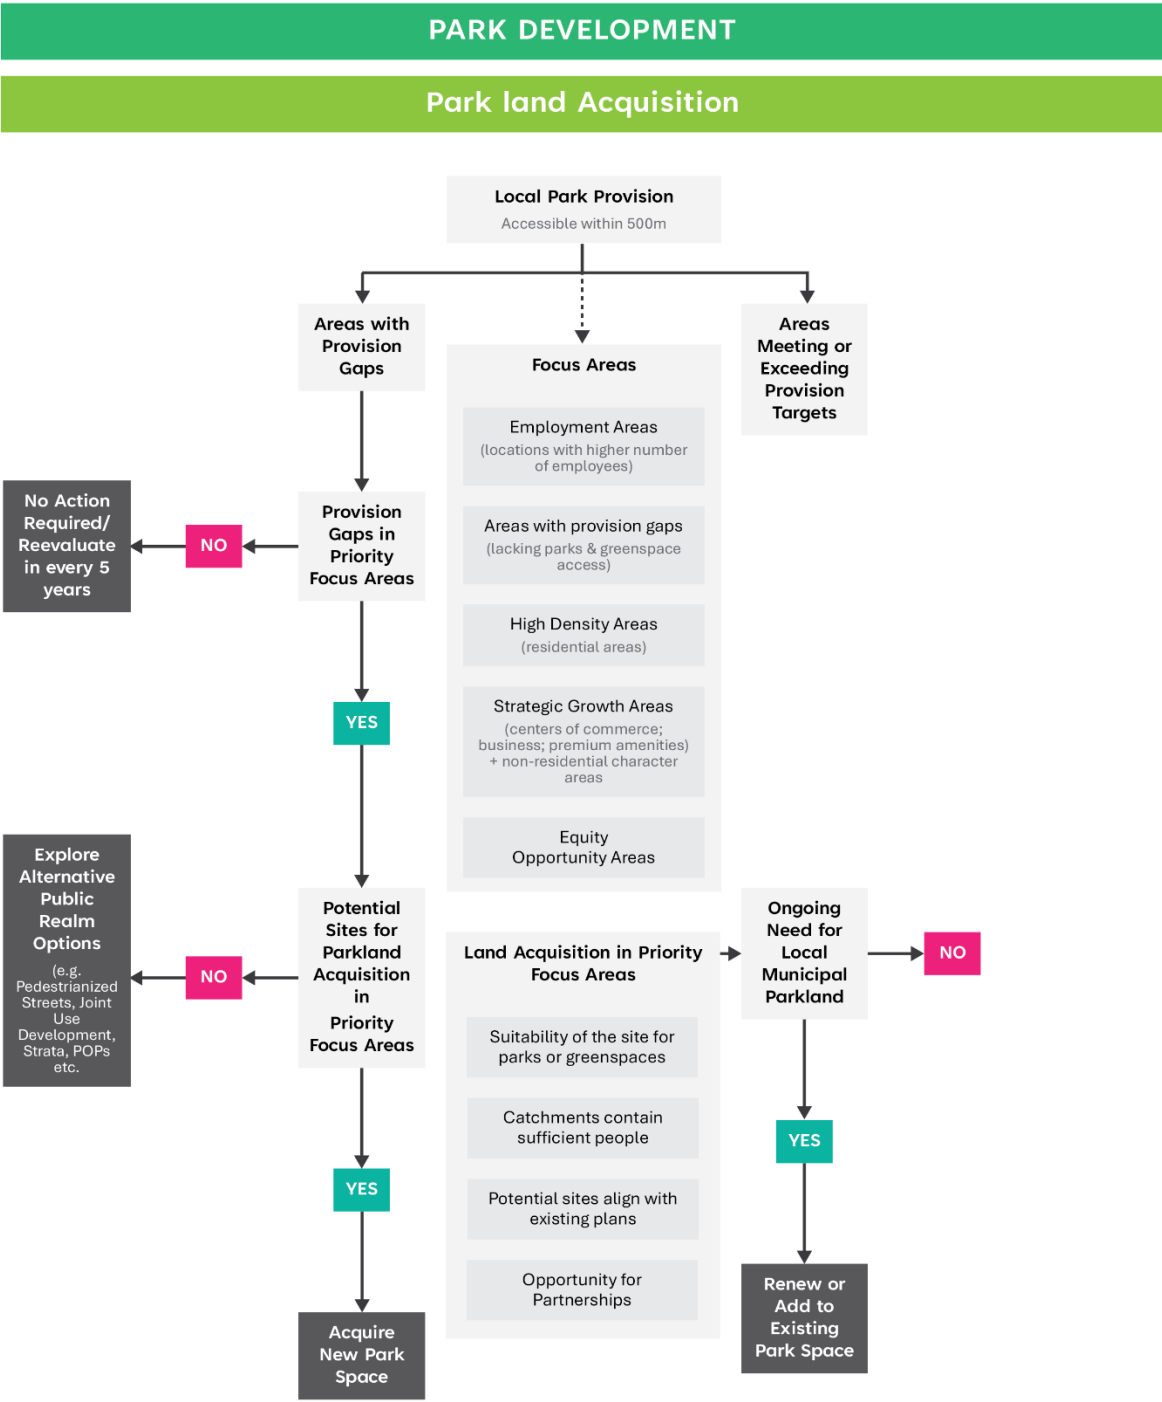 PARK DEVELOPMENT
Park land Acquisition
Local Park Provision
Accessible within 500m
Areas with
Provision
Gaps
Areas
Meeting or
Exceeding
Provision
Targets
Focus Areas
Employment Areas
(locations with higher number
of employees)
Areas with provision gaps
(lacking parks & greenspace
access)
High Density Areas
(residential areas)
Strategic Growth Areas
(centers of commerce;
business; premium amenities)
+ non-residential character
areas
Equity
Opportunity Areas
No Action
Required/
Reevaluate
in every 5
years
NO
Provision
Gaps in
Priority
Focus Areas
YES
Explore
Alternative
Public
Realm
Options
(e.g.
Pedestrianized
Streets, Joint
Use
Development,
Strata, POPs
etc.
NO
Potential
Sites for
Parkland
Acquisition
in
Priority
Focus Areas
Land Acquisition in Priority
Focus Areas
Suitability of the site for
parks or greenspaces
Catchments contain
sufficient people
Potential sites align with
existing plans
Opportunity for
Partnerships
Ongoing
Need for
Local
Municipal
Parkland
NO
YES
YES
Acquire
New Park
Space
Renew or
Add to
Existing
Park Space